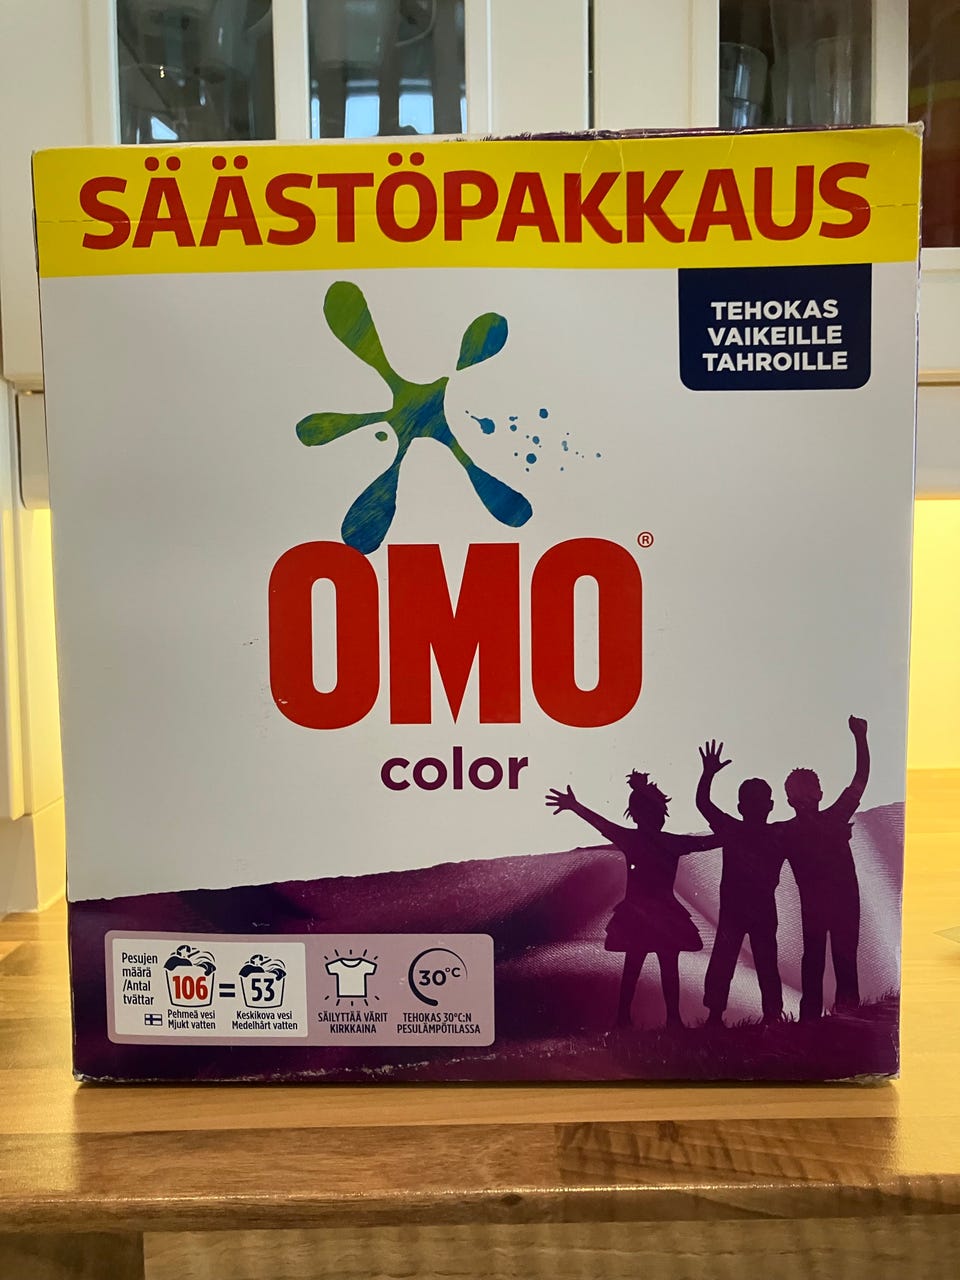 SÄÄSTÖPAKKAUS
TEHOKAS
VAIKEILLE
TAHROILLE
OMO®
color
Pesujen
määrä
/Antal
tvättar
106 = 53
Pehmeä vesi
Mjukt vatten
Keskikova vesi
Medelhårt vatten
SÄILYTTÄÄ VÄRIT
KIRKKAINA
30°C
TEHOKAS 30°C:N
PESULÄMPÖTILASSA